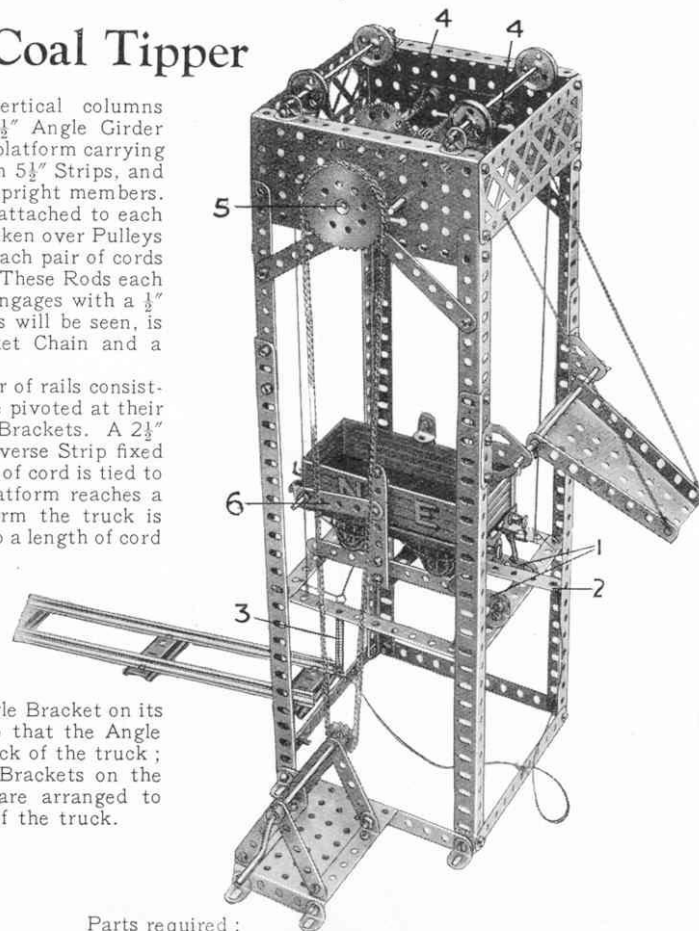 Coal Tipper
ertical columns
½″ Angle Girder
platform carrying
n 5½″ Strips, and
pright members.
attached to each
ken over Pulleys
ach pair of cords
These Rods each
ngages with a ½″
s will be seen, is
ket Chain and a
r of rails consist-
e pivoted at their
Brackets. A 2½″
verse Strip fixed
of cord is tied to
atform reaches a
rm the truck is
o a length of cord
gle Bracket on its
o that the Angle
ck of the truck ;
Brackets on the
are arranged to
f the truck.
4 4
5
6
N E
1
2
3
Parts required :